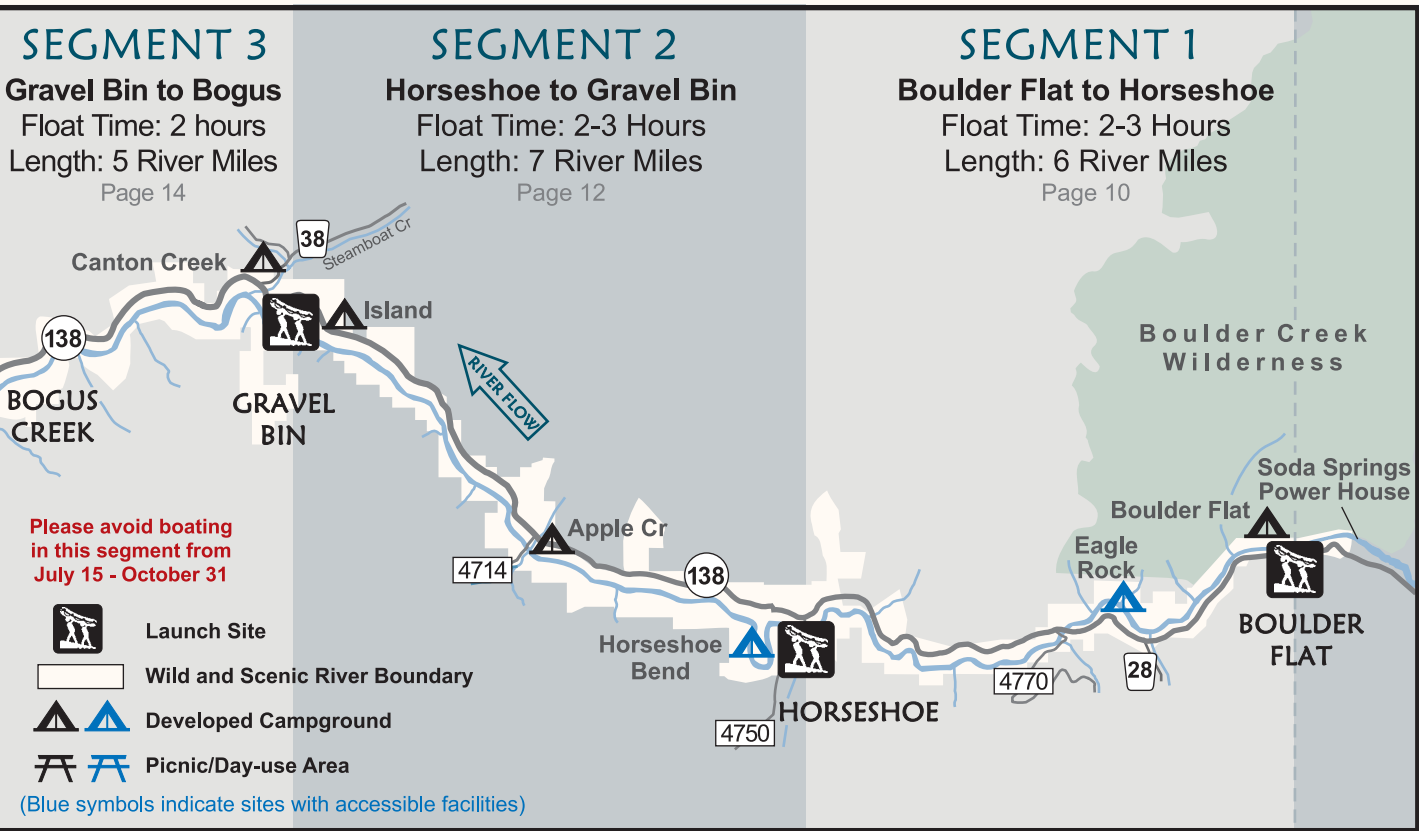 SEGMENT 3
Gravel Bin to Bogus
Float Time: 2 hours
Length: 5 River Miles
Page 14
SEGMENT 2
Horseshoe to Gravel Bin
Float Time: 2-3 Hours
Length: 7 River Miles
Page 12
SEGMENT 1
Boulder Flat to Horseshoe
Float Time: 2-3 Hours
Length: 6 River Miles
Page 10
38
Steamboat Cr
Canton Creek
Island
138
BOGUS
CREEK
GRAVEL
BIN
RIVER FLOW
Boulder Creek
Wilderness
Soda Springs
Power House
Boulder Flat
Eagle
Rock
Apple Cr
4714
138
Horseshoe
Bend
BOULDER
FLAT
28
4770
HORSESHOE
4750
Please avoid boating
in this segment from
July 15 - October 31
Launch Site
Wild and Scenic River Boundary
Developed Campground
Picnic/Day-use Area
(Blue symbols indicate sites with accessible facilities)